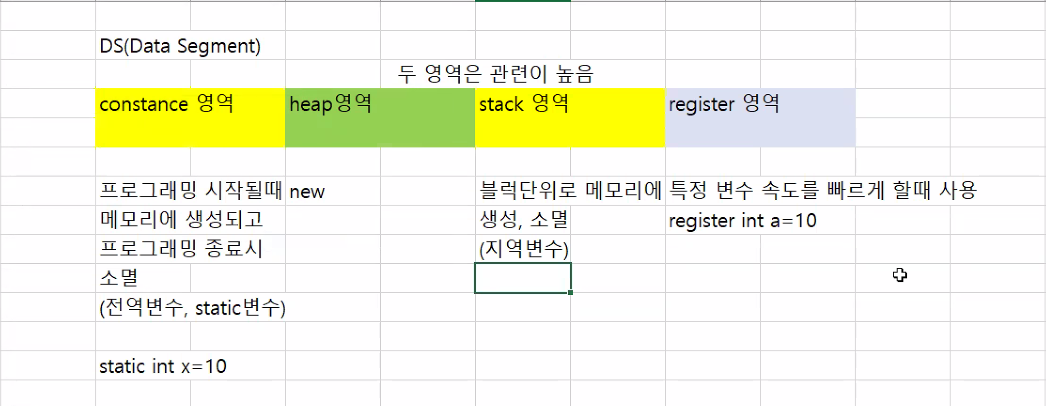 DS(Data Segment)
두 영역은 관련이 높음
constance 영역 heap영역 stack 영역 register 영역
프로그래밍 시작될때 new 블럭단위로 메모리에 특정 변수 속도를 빠르게 할때 사용
메모리에 생성되고 생성, 소멸 register int a=10
프로그래밍 종료시 (지역변수)
소멸
(전역변수, static변수)
static int x=10